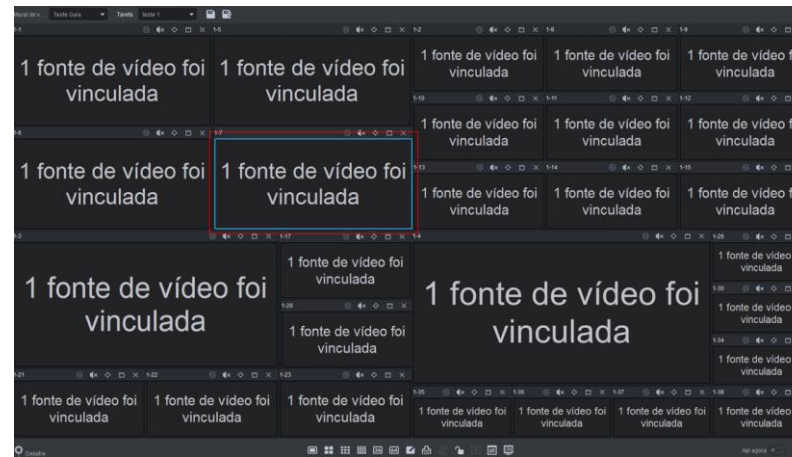 Teste Guia Tarefa: teste 1
1-1 1-5 1-2 1-8 1-9
1 fonte de vídeo foi
vinculada
1 fonte de vídeo foi
vinculada
1 fonte de vídeo foi
vinculada
1 fonte de vídeo foi
vinculada
1 fonte de vídeo f
vinculada
1-10 1-11 1-12
1 fonte de vídeo foi
vinculada
1 fonte de vídeo foi
vinculada
1 fonte de vídeo f
vinculada
1-6 1-7
1 fonte de vídeo foi
vinculada
1 fonte de vídeo foi
vinculada
1-13 1-14 1-15
1 fonte de vídeo foi
vinculada
1 fonte de vídeo foi
vinculada
1 fonte de vídeo f
vinculada
1-3 1-17 1-4 1-26
1 fonte de vídeo foi
vinculada
1 fonte de vídeo foi
vinculada
1-20
1 fonte de vídeo foi
vinculada
1 fonte de vídeo foi
vinculada
1 fonte de vídeo
vinculada
1-30
1 fonte de vídeo
vinculada
1-34
1 fonte de vídeo
vinculada
1-21 1-22 1-23
1 fonte de vídeo foi
vinculada
1 fonte de vídeo foi
vinculada
1 fonte de vídeo foi
vinculada
1-35 1-36 1-37 1-38
1 fonte de vídeo foi
vinculada
1 fonte de vídeo foi
vinculada
1 fonte de vídeo foi
vinculada
1 fonte de vídeo
vinculada
Detalhe